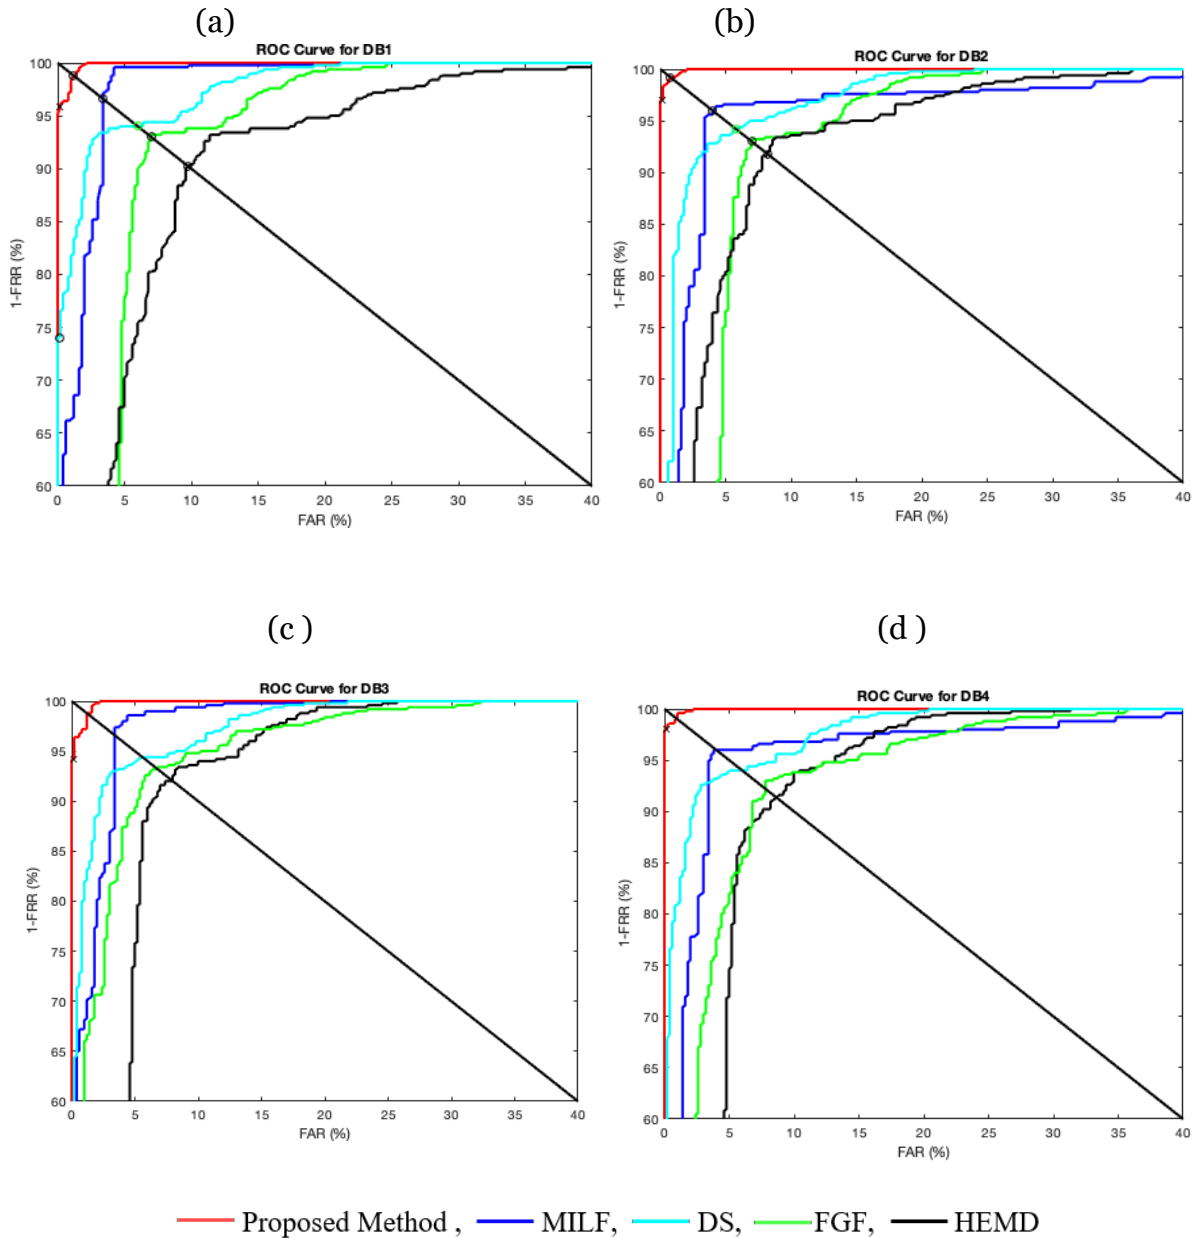 (a)
ROC Curve for DB1
100
95
90
85
80
75
70
65
60
1-FRR (%)
0 5 10 15 20 25 30 35 40
FAR (%)
(b)
ROC Curve for DB2
100
95
90
85
80
75
70
65
60
1-FRR (%)
0 5 10 15 20 25 30 35 40
FAR (%)
(c )
ROC Curve for DB3
100
95
90
85
80
75
70
65
60
1-FRR (%)
0 5 10 15 20 25 30 35 40
FAR (%)
(d )
ROC Curve for DB4
100
95
90
85
80
75
70
65
60
1-FRR (%)
0 5 10 15 20 25 30 35 40
FAR (%)
Proposed Method , MILF, DS, FGF, HEMD